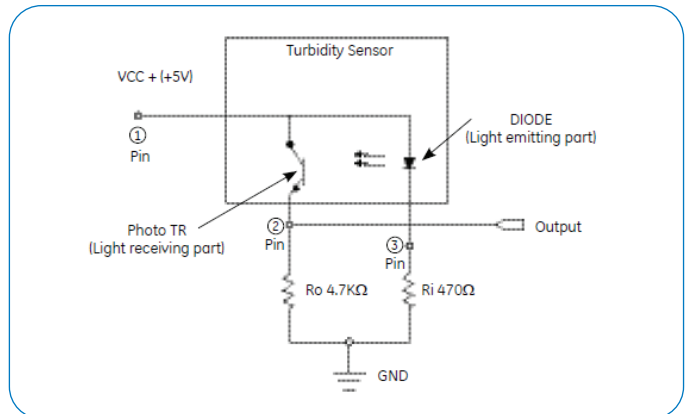 Turbidity Sensor
VCC + (+5V)
①
Pin
DIODE
(Light emitting part)
Photo TR
(Light receiving part)
②
Pin
Output
③
Pin
Ro 4.7KΩ
Ri 470Ω
GND